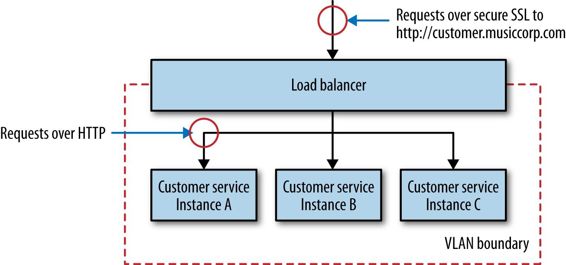 Requests over secure SSL to
http://customer.musiccorp.com
Load balancer
Requests over HTTP
Customer service
Instance A
Customer service
Instance B
Customer service
Instance C
VLAN boundary